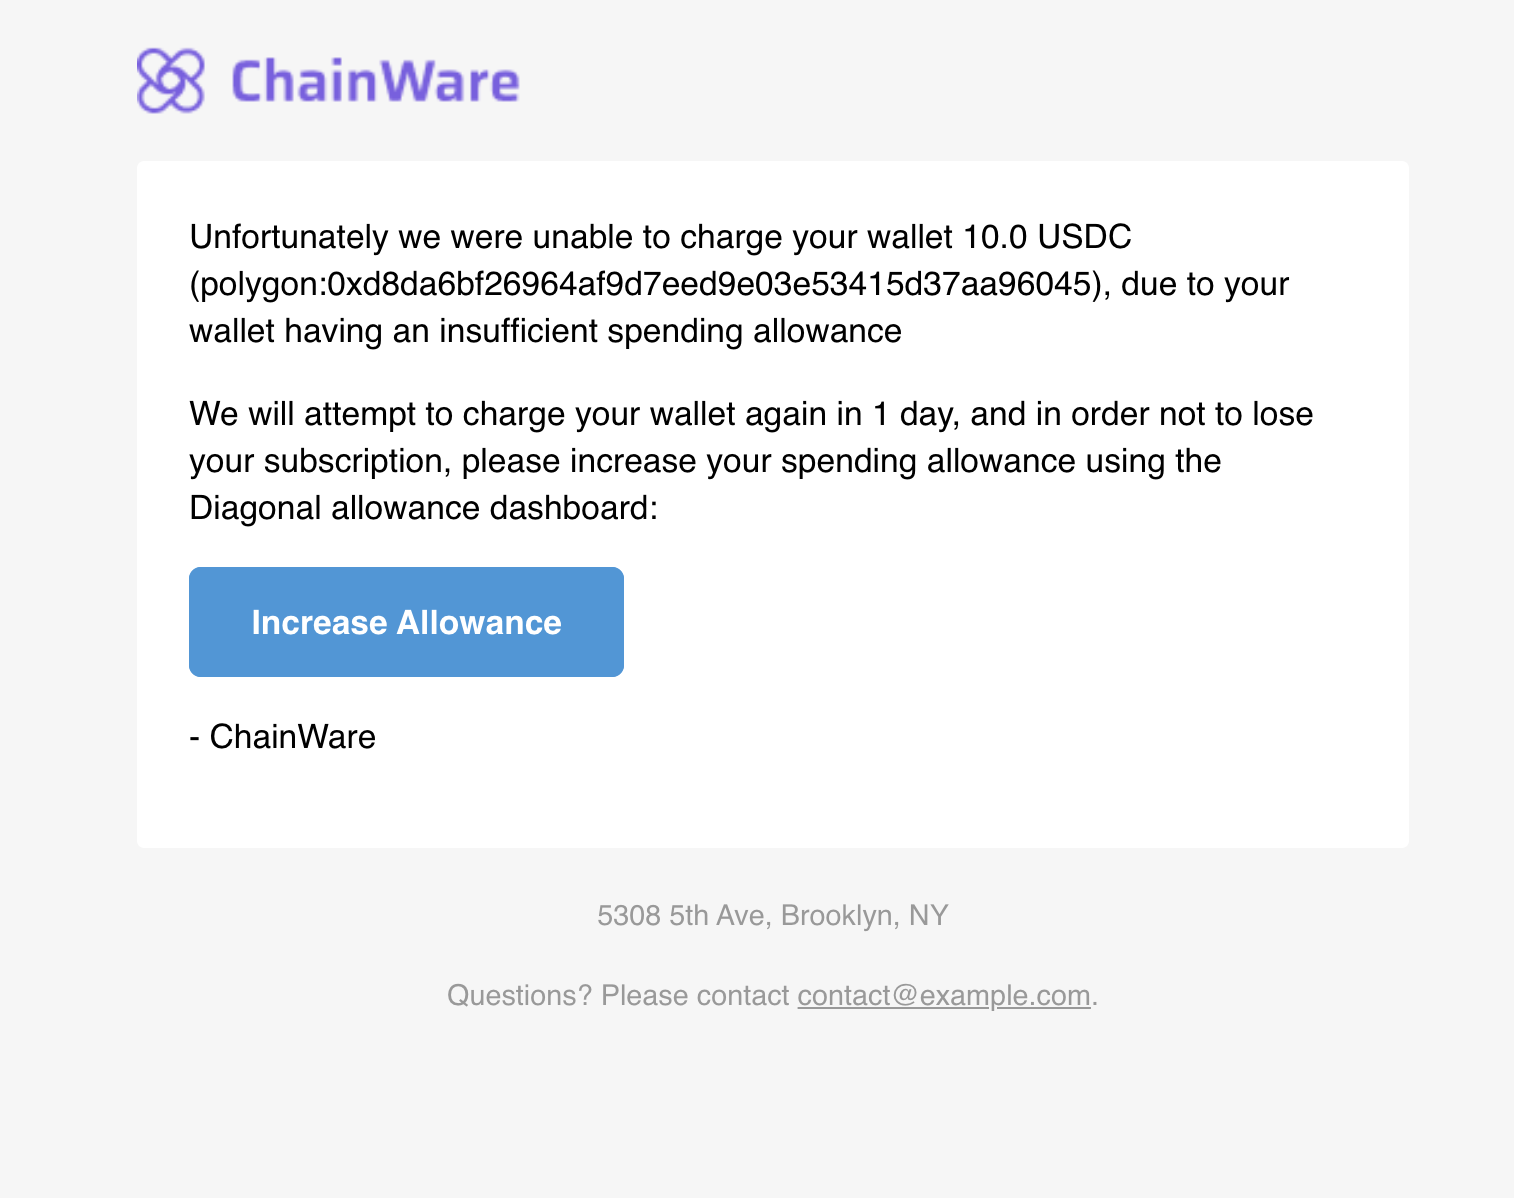 ChainWare
Unfortunately we were unable to charge your wallet 10.0 USDC
(polygon:0xd8da6bf26964af9d7eed9e03e53415d37aa96045), due to your
wallet having an insufficient spending allowance
We will attempt to charge your wallet again in 1 day, and in order not to lose
your subscription, please increase your spending allowance using the
Diagonal allowance dashboard:
Increase Allowance
- ChainWare
5308 5th Ave, Brooklyn, NY
Questions? Please contact contact@example.com.